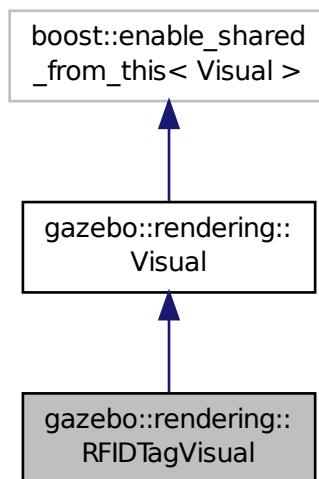 boost::enable_shared
_from_this< Visual >
gazebo::rendering::
Visual
gazebo::rendering::
RFIDTagVisual